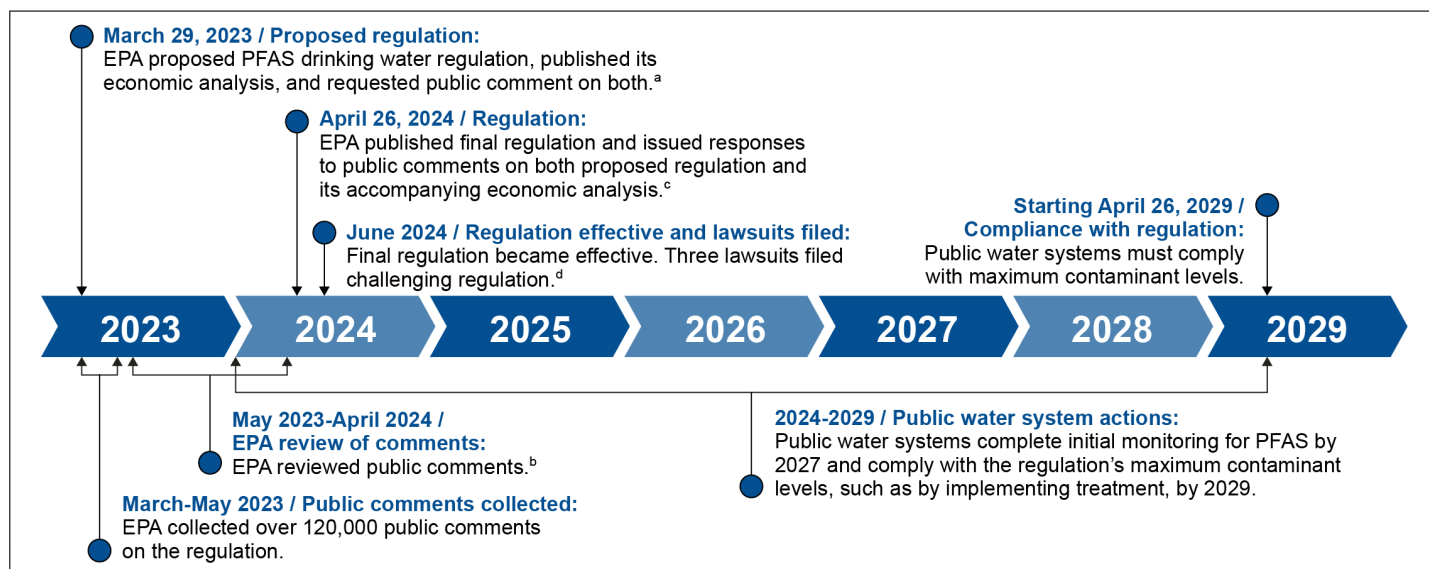 March 29, 2023 / Proposed regulation:
EPA proposed PFAS drinking water regulation, published its
economic analysis, and requested public comment on both.a
April 26, 2024 / Regulation:
EPA published final regulation and issued responses
to public comments on both proposed regulation and
its accompanying economic analysis.c
June 2024 / Regulation effective and lawsuits filed:
Final regulation became effective. Three lawsuits filed
challenging regulation.d
Starting April 26, 2029 /
Compliance with regulation:
Public water systems must comply
with maximum contaminant levels.
2023 2024 2025 2026 2027 2028 2029
May 2023-April 2024 /
EPA review of comments:
EPA reviewed public comments.b
March-May 2023 / Public comments collected:
EPA collected over 120,000 public comments
on the regulation.
2024-2029 / Public water system actions:
Public water systems complete initial monitoring for PFAS by
2027 and comply with the regulation’s maximum contaminant
levels, such as by implementing treatment, by 2029.